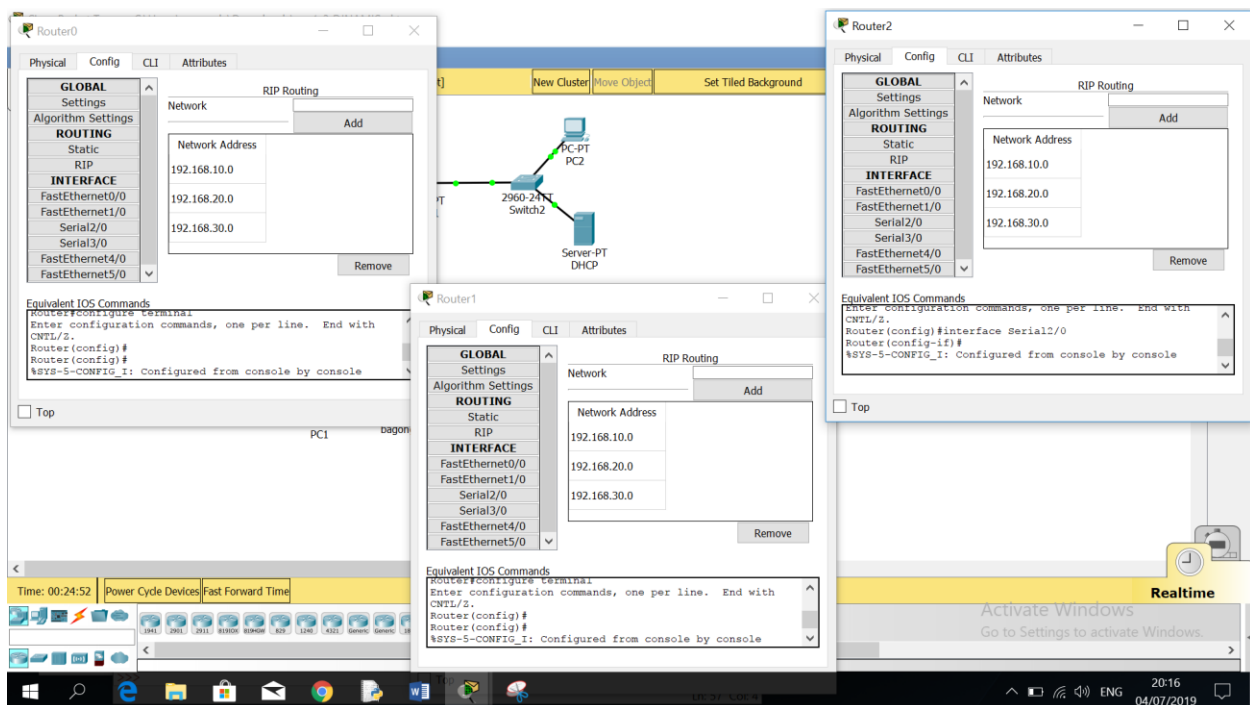 Router0
Physical Config CLI Attributes
GLOBAL
Settings
Algorithm Settings
ROUTING
Static
RIP
INTERFACE
FastEthernet0/0
FastEthernet1/0
Serial2/0
Serial3/0
FastEthernet4/0
FastEthernet5/0
RIP Routing
Network
Add
Network Address
192.168.10.0
192.168.20.0
192.168.30.0
Remove
Equivalent IOS Commands
Router#configure terminal
Enter configuration commands, one per line. End with
CNTL/Z.
Router(config)#
Router(config)#
%SYS-5-CONFIG_I: Configured from console by console
Top
t]
New Cluster Move Object Set Tiled Background
PC-PT
PC2
2960-24TT
Switch2
Server-PT
DHCP
PC1
Router1
Physical Config CLI Attributes
GLOBAL
Settings
Algorithm Settings
ROUTING
Static
RIP
INTERFACE
FastEthernet0/0
FastEthernet1/0
Serial2/0
Serial3/0
FastEthernet4/0
FastEthernet5/0
RIP Routing
Network
Add
Network Address
192.168.10.0
192.168.20.0
192.168.30.0
Remove
Equivalent IOS Commands
Router#configure terminal
Enter configuration commands, one per line. End with
CNTL/Z.
Router(config)#
Router(config)#
%SYS-5-CONFIG_I: Configured from console by console
Top
Router2
Physical Config CLI Attributes
GLOBAL
Settings
Algorithm Settings
ROUTING
Static
RIP
INTERFACE
FastEthernet0/0
FastEthernet1/0
Serial2/0
Serial3/0
FastEthernet4/0
FastEthernet5/0
RIP Routing
Network
Add
Network Address
192.168.10.0
192.168.20.0
192.168.30.0
Remove
Equivalent IOS Commands
Enter configuration commands, one per line. End with
CNTL/Z.
Router(config)#interface Serial2/0
Router(config-if)#
%SYS-5-CONFIG_I: Configured from console by console
Top
Time: 00:24:52 Power Cycle Devices Fast Forward Time
Realtime
1941 2901 2911 819IOX 819HGW 829 1240 4321 Generic Generic
Activate Windows
Go to Settings to activate Windows.
ENG
20:16
04/07/2019